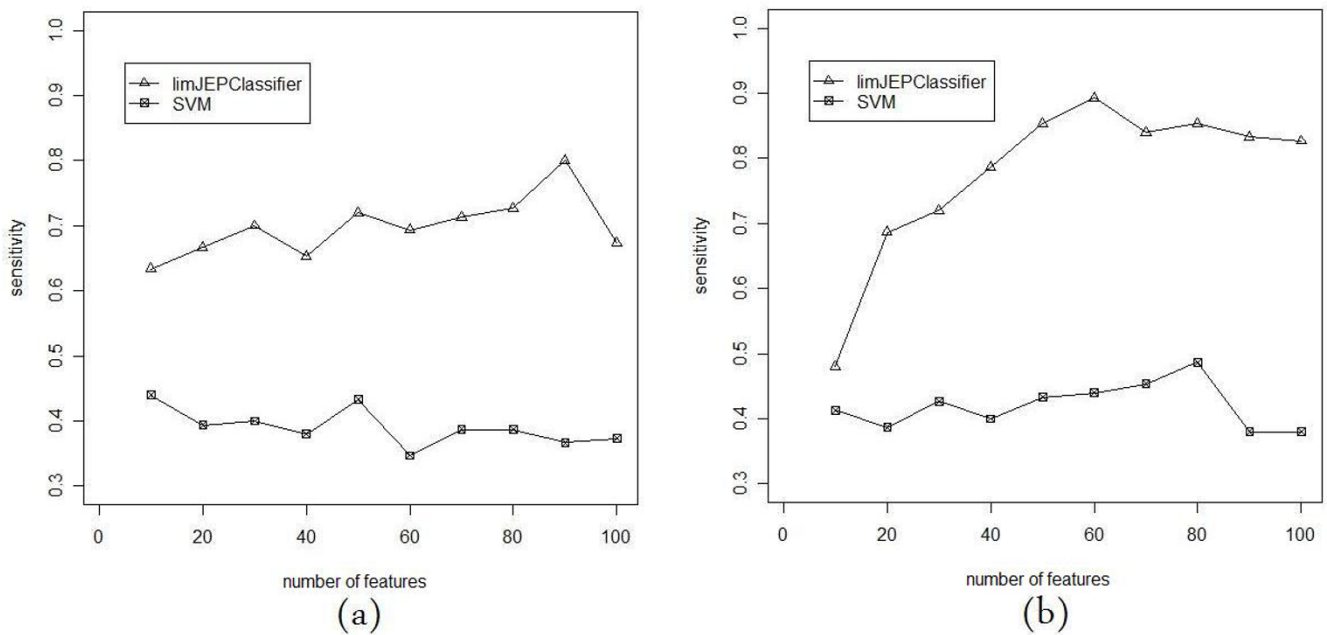 1.0
0.9
0.8
0.7
0.6
0.5
0.4
0.3
sensitivity
limJEPClassifier
SVM
0 20 40 60 80 100
number of features
(a)
1.0
0.9
0.8
0.7
0.6
0.5
0.4
0.3
sensitivity
limJEPClassifier
SVM
0 20 40 60 80 100
number of features
(b)